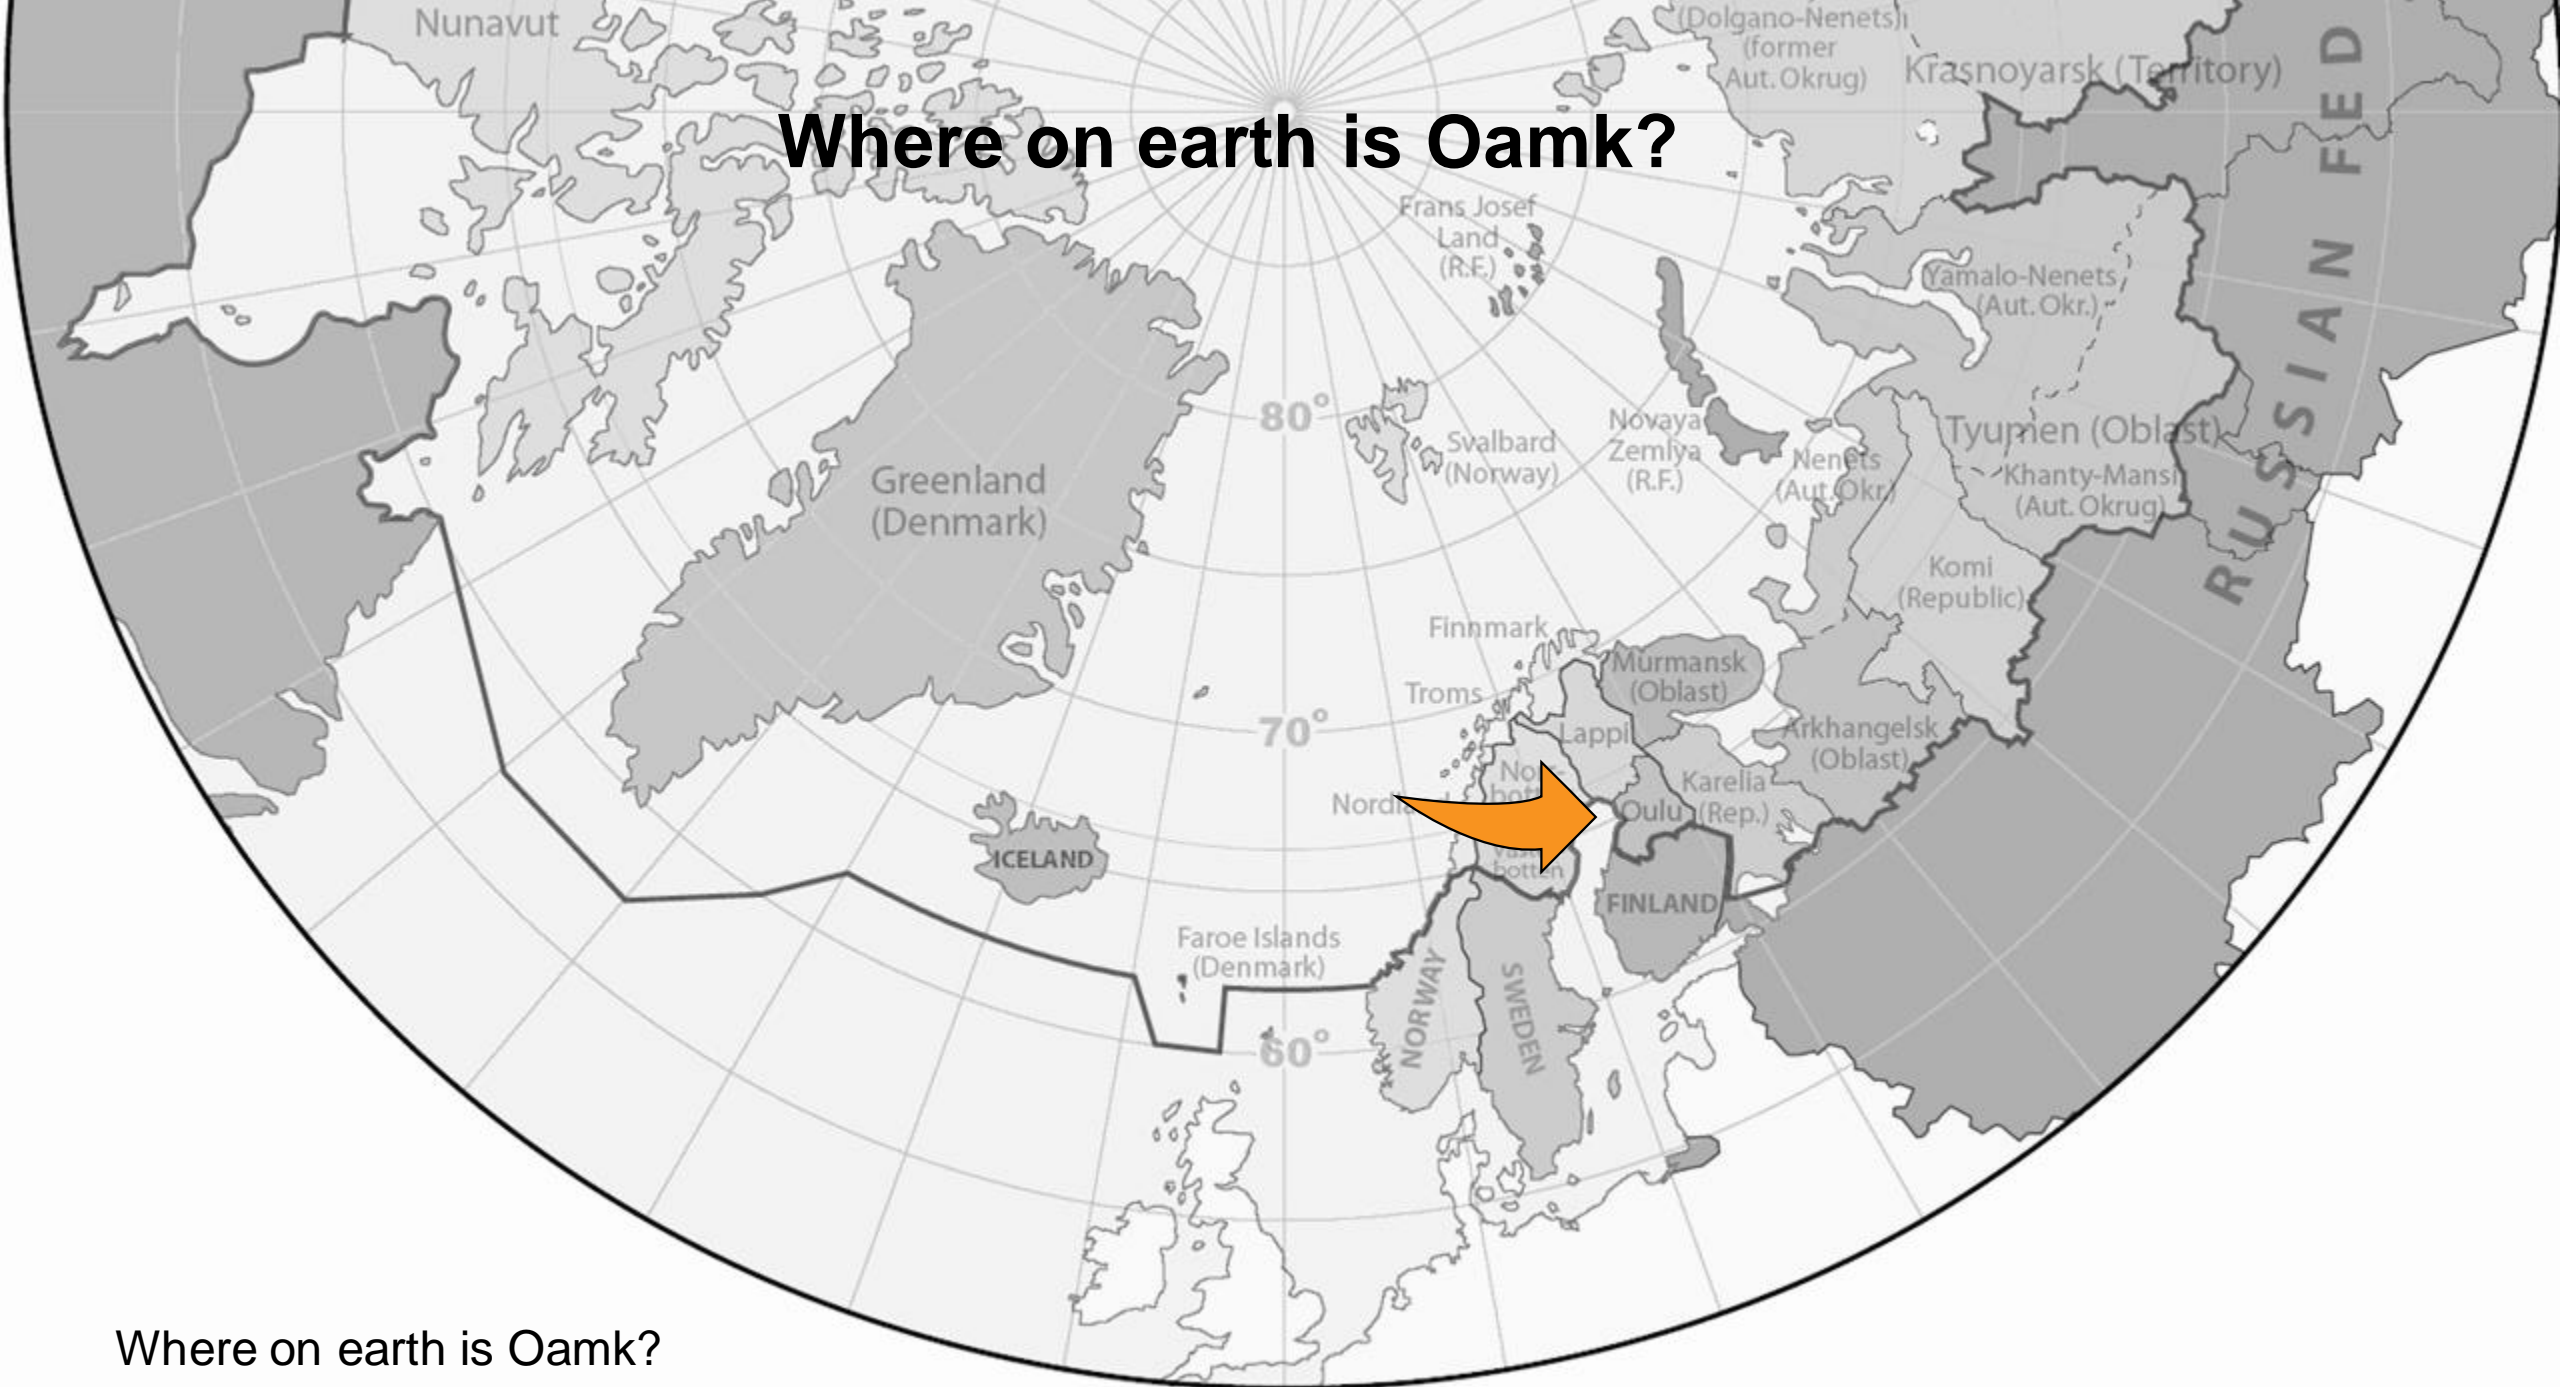 Nunavut
(Dolgano-Nenets)
(former
Aut. Okrug)
Krasnoyarsk (Territory)
RUSSIAN FED
Where on earth is Oamk?
Frans Josef
Land
(R.F.)
Yamalo-Nenets
(Aut. Okr.)
80°
Svalbard
(Norway)
Novaya
Zemlya
(R.F.)
Nenets
(Aut. Okr.)
Tyumen (Oblast)
Khanty-Mansi
(Aut. Okrug)
Greenland
(Denmark)
Komi
(Republic)
Finnmark
Murmansk
(Oblast)
Troms
70°
Lappi
Arkhangelsk
(Oblast)
Karelia
(Rep.)
Oulu
ICELAND
botten
FINLAND
Faroe Islands
(Denmark)
NORWAY
SWEDEN
60°
Where on earth is Oamk?